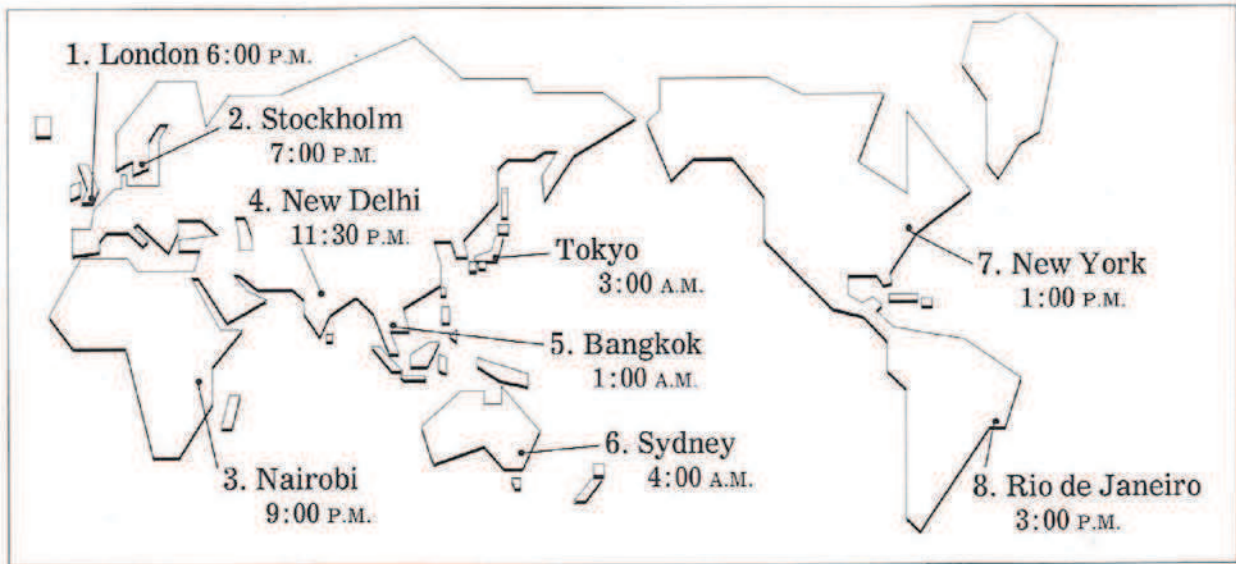 1. London 6:00 P.M.
2. Stockholm
7:00 P.M.
4. New Delhi
11:30 P.M.
Tokyo
3:00 A.M.
7. New York
1:00 P.M.
5. Bangkok
1:00 A.M.
6. Sydney
4:00 A.M.
3. Nairobi
9:00 P.M.
8. Rio de Janeiro
3:00 P.M.